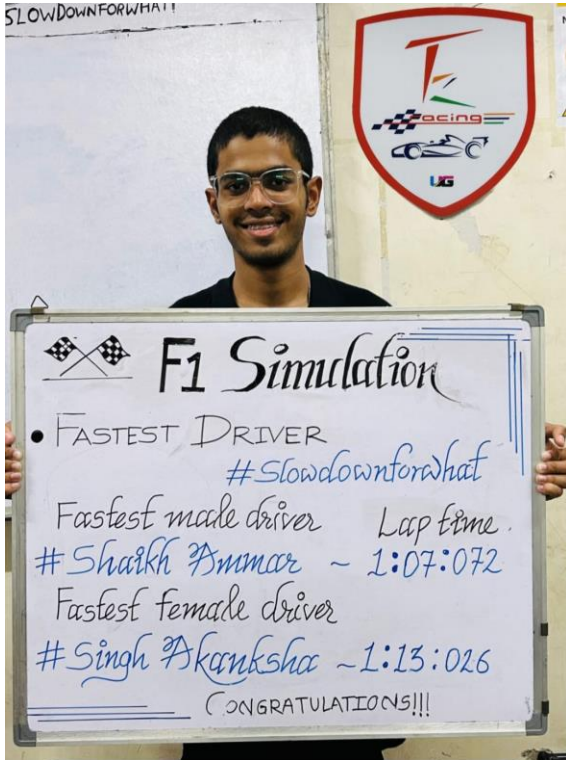 SLOWDOWNFORWHAT!
Racing
UG
F1 Simulation
• FASTEST DRIVER
#Slowdownforwhat
Fastest male driver Lap time.
#Shaikh Ammar ~ 1:07:072
Fastest female driver
#Singh Akanksha ~1:13:026
CONGRATULATIONS!!!